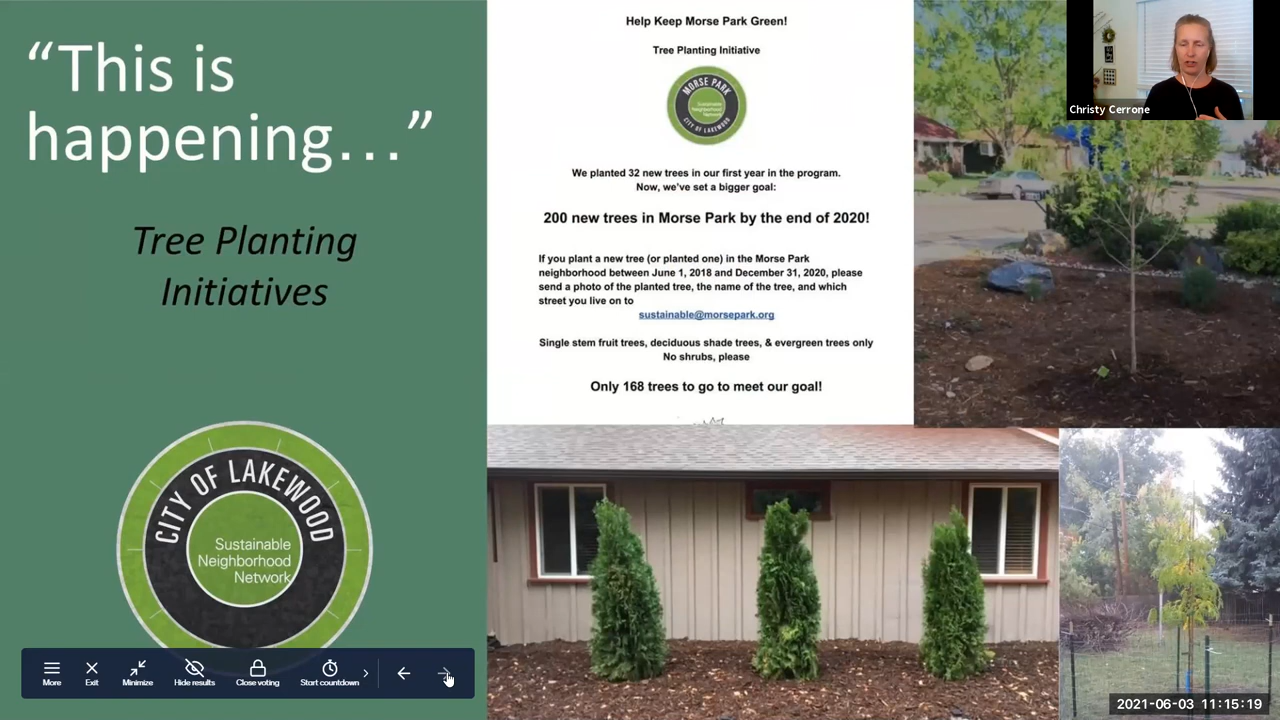 “This is
happening…”
Tree Planting
Initiatives
CITY OF LAKEWOOD
Sustainable
Neighborhood
Network
Help Keep Morse Park Green!
Tree Planting Initiative
MORSE PARK
Sustainable
Neighborhood
Network
CITY OF LAKEWOOD
We planted 32 new trees in our first year in the program.
Now, we’ve set a bigger goal:
200 new trees in Morse Park by the end of 2020!
If you plant a new tree (or planted one) in the Morse Park
neighborhood between June 1, 2018 and December 31, 2020, please
send a photo of the planted tree, the name of the tree, and which
street you live on to
sustainable@morsepark.org
Single stem fruit trees, deciduous shade trees, & evergreen trees only
No shrubs, please
Only 168 trees to go to meet our goal!
Christy Cerrone
More
Exit
Minimize
Hide results
Close voting
Start countdown
2021-06-03 11:15:19